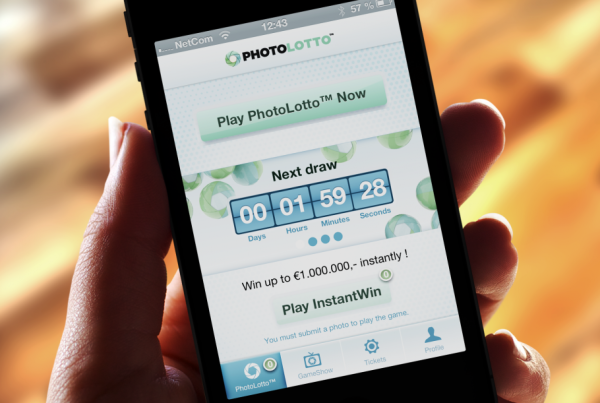 NetCom 12:43 57 %
PHOTOLOTTO™
Play PhotoLotto™ Now
Next draw
00 01 59 28
Days Hours Minutes Seconds
Win up to €1.000.000,- instantly !
Play InstantWin
You must submit a photo to play the game.
PhotoLotto™ GameShow Tickets Profile